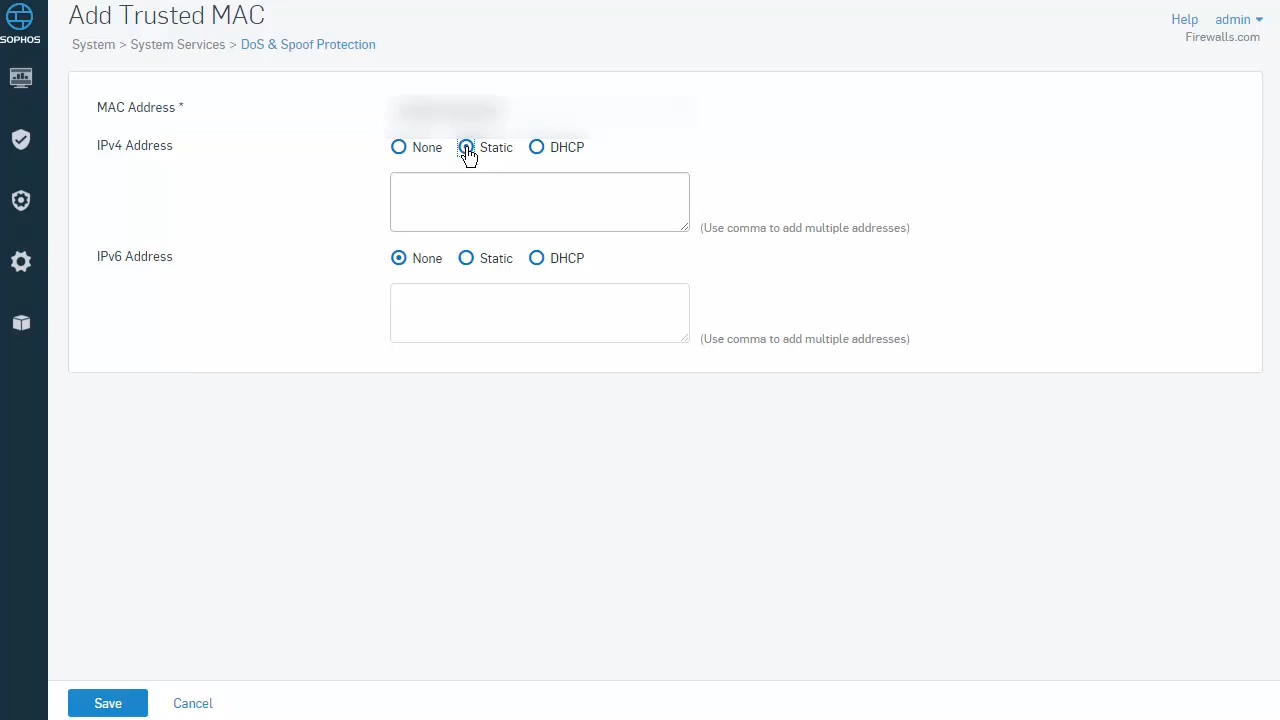 SOPHOS
Add Trusted MAC
System > System Services > DoS & Spoof Protection
Help admin
Firewalls.com
MAC Address *
IPv4 Address
None Static DHCP
(Use comma to add multiple addresses)
IPv6 Address
None Static DHCP
(Use comma to add multiple addresses)
Save Cancel